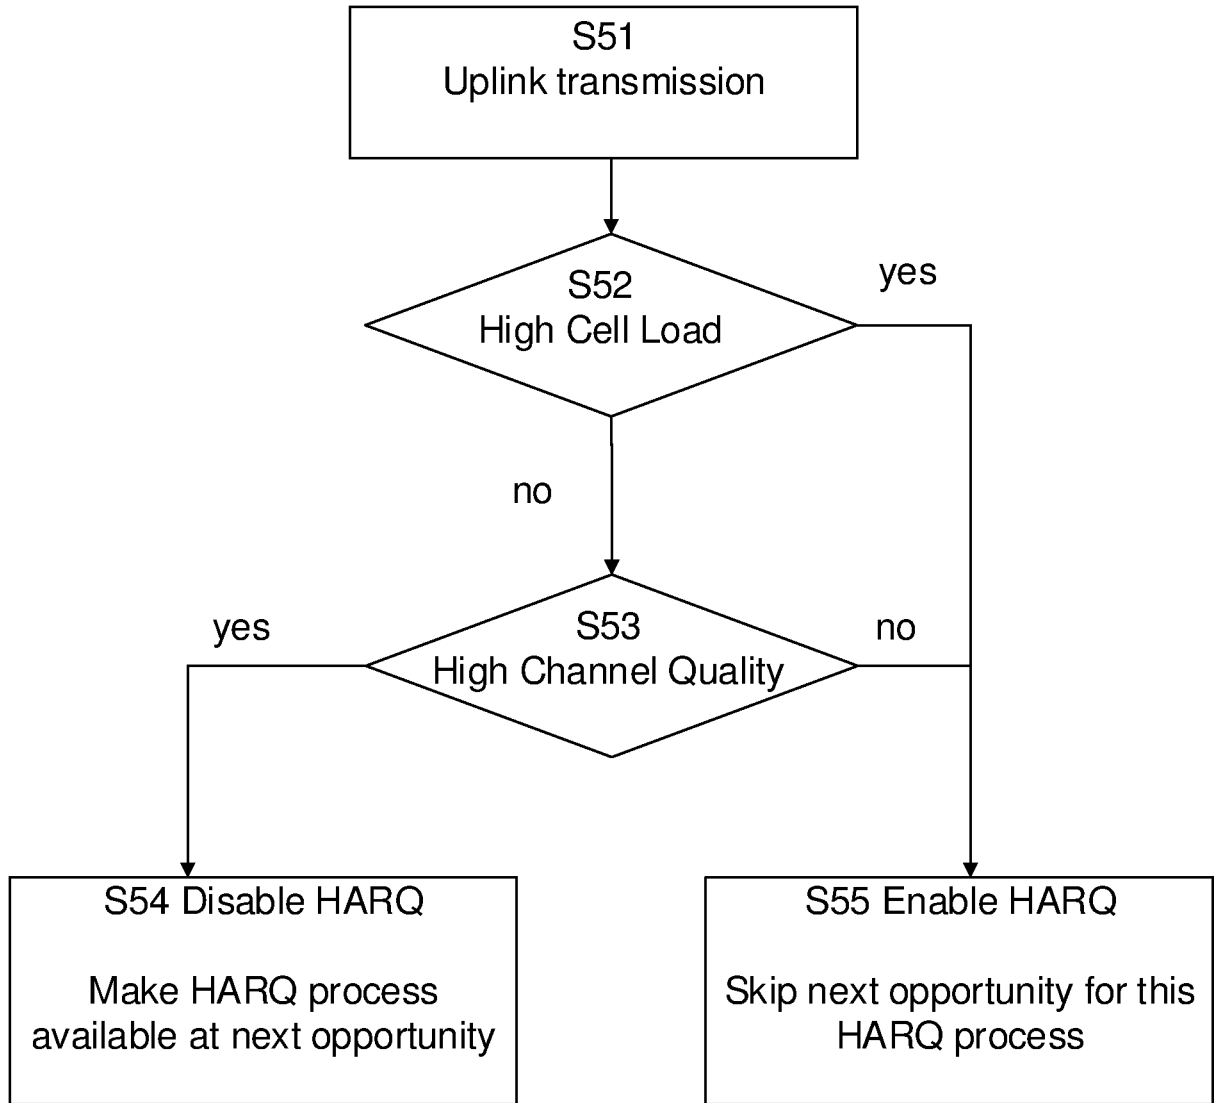 S51
Uplink transmission
S52
High Cell Load
yes
no
S53
High Channel Quality
yes
no
S54 Disable HARQ
Make HARQ process
available at next opportunity
S55 Enable HARQ
Skip next opportunity for this
HARQ process